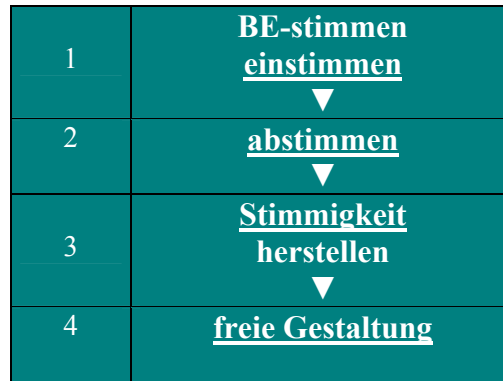 1
BE-stimmen
einstimmen
▼
2
abstimmen
▼
3
Stimmigkeit
herstellen
▼
4
freie Gestaltung